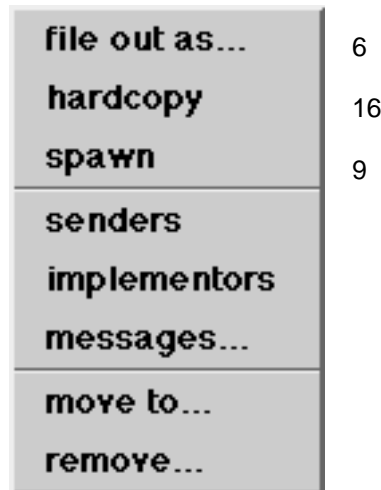 file out as... 6
hardcopy 16
spawn 9
senders
implementors
messages...
move to...
remove...